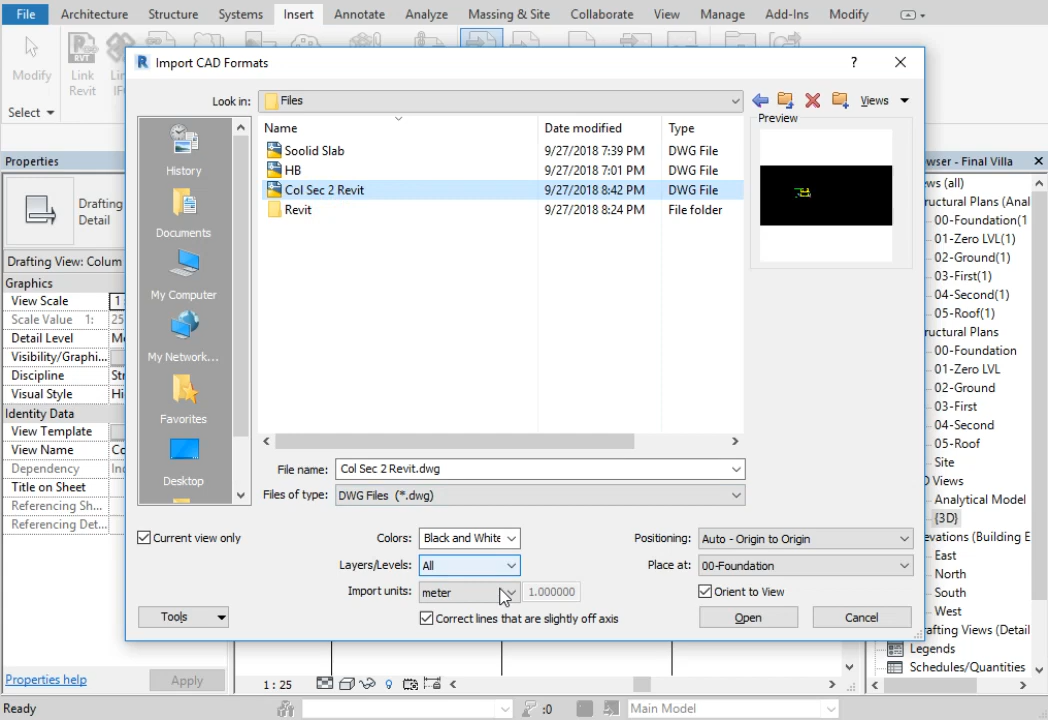 File Architecture Structure Systems Insert Annotate Analyze Massing & Site Collaborate View Manage Add-Ins Modify
Modify
Link
Revit
Select
Import CAD Formats
?
Look in: Files
Views
Name Date modified Type
Soolid Slab 9/27/2018 7:39 PM DWG File
HB 9/27/2018 7:01 PM DWG File
Col Sec 2 Revit 9/27/2018 8:42 PM DWG File
Revit 9/27/2018 8:24 PM File folder
History
Documents
My Computer
My Network...
Favorites
Desktop
Preview
File name: Col Sec 2 Revit.dwg
Files of type: DWG Files (*.dwg)
Current view only
Colors: Black and White
Layers/Levels: All
Import units: meter 1.000000
Correct lines that are slightly off axis
Positioning: Auto - Origin to Origin
Place at: 00-Foundation
Orient to View
Tools Open Cancel
Properties
Drafting
Detail
Drafting View: Colum
Graphics
View Scale 1
Scale Value 1: 25
Detail Level
Visibility/Graphi...
Discipline
Visual Style
Identity Data
View Template
View Name
Dependency
Title on Sheet
Referencing Sh...
Referencing Det...
Properties help Apply
wser - Final Villa
ws (all)
uctural Plans (Anal
00-Foundation(1
01-Zero LVL(1)
02-Ground(1)
03-First(1)
04-Second(1)
05-Roof(1)
uctural Plans
00-Foundation
01-Zero LVL
02-Ground
03-First
04-Second
05-Roof
Site
D Views
Analytical Model
{3D}
evations (Building E
East
North
South
West
rafting Views (Detail
Legends
Schedules/Quantities
1 : 25
Ready
:0
Main Model